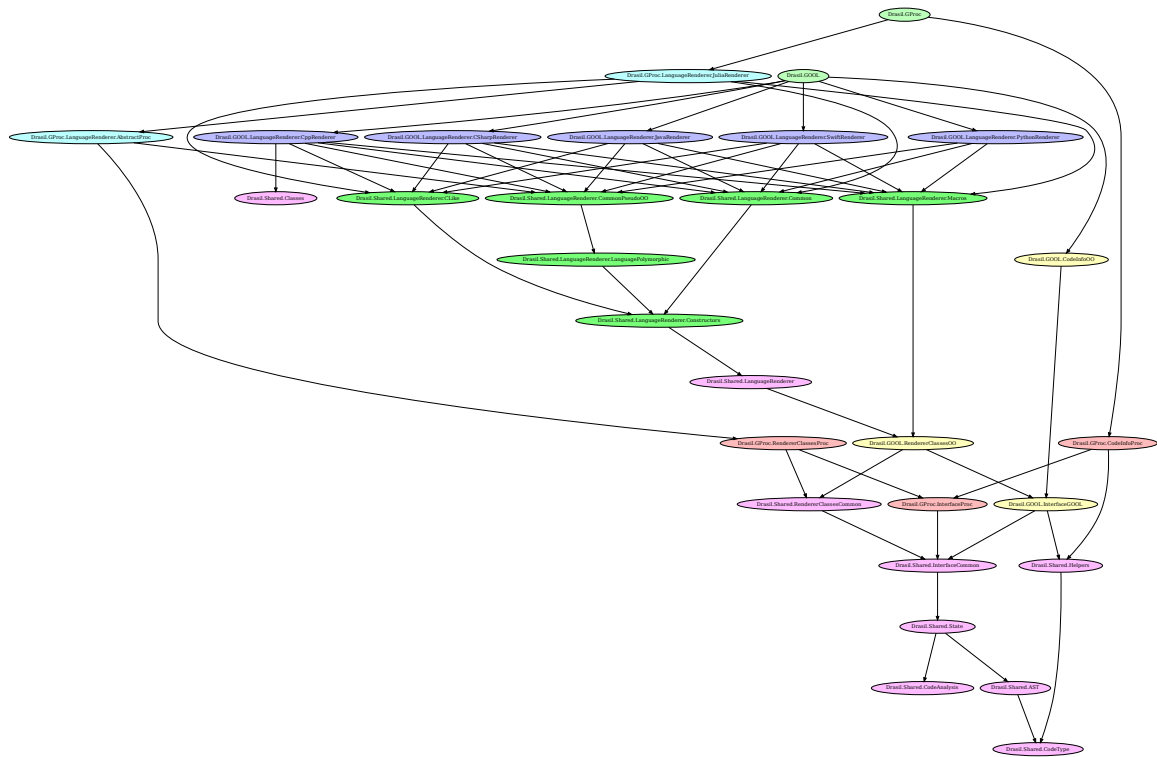 Drasil.GProc
Drasil.GProc.LanguageRenderer.JuliaRenderer
Drasil.GOOL
Drasil.GProc.LanguageRenderer.AbstractProc
Drasil.GOOL.LanguageRenderer.CppRenderer
Drasil.GOOL.LanguageRenderer.CSharpRenderer
Drasil.GOOL.LanguageRenderer.JavaRenderer
Drasil.GOOL.LanguageRenderer.SwiftRenderer
Drasil.GOOL.LanguageRenderer.PythonRenderer
Drasil.Shared.Classes
Drasil.Shared.LanguageRenderer.CLike
Drasil.Shared.LanguageRenderer.CommonPseudoOO
Drasil.Shared.LanguageRenderer.Common
Drasil.Shared.LanguageRenderer.Macros
Drasil.Shared.LanguageRenderer.LanguagePolymorphic
Drasil.GOOL.CodeInfoOO
Drasil.Shared.LanguageRenderer.Constructors
Drasil.Shared.LanguageRenderer
Drasil.GProc.RendererClassesProc
Drasil.GOOL.RendererClassesOO
Drasil.GProc.CodeInfoProc
Drasil.Shared.RendererClassesCommon
Drasil.GProc.InterfaceProc
Drasil.GOOL.InterfaceGOOL
Drasil.Shared.InterfaceCommon
Drasil.Shared.Helpers
Drasil.Shared.State
Drasil.Shared.CodeAnalysis
Drasil.Shared.AST
Drasil.Shared.CodeType